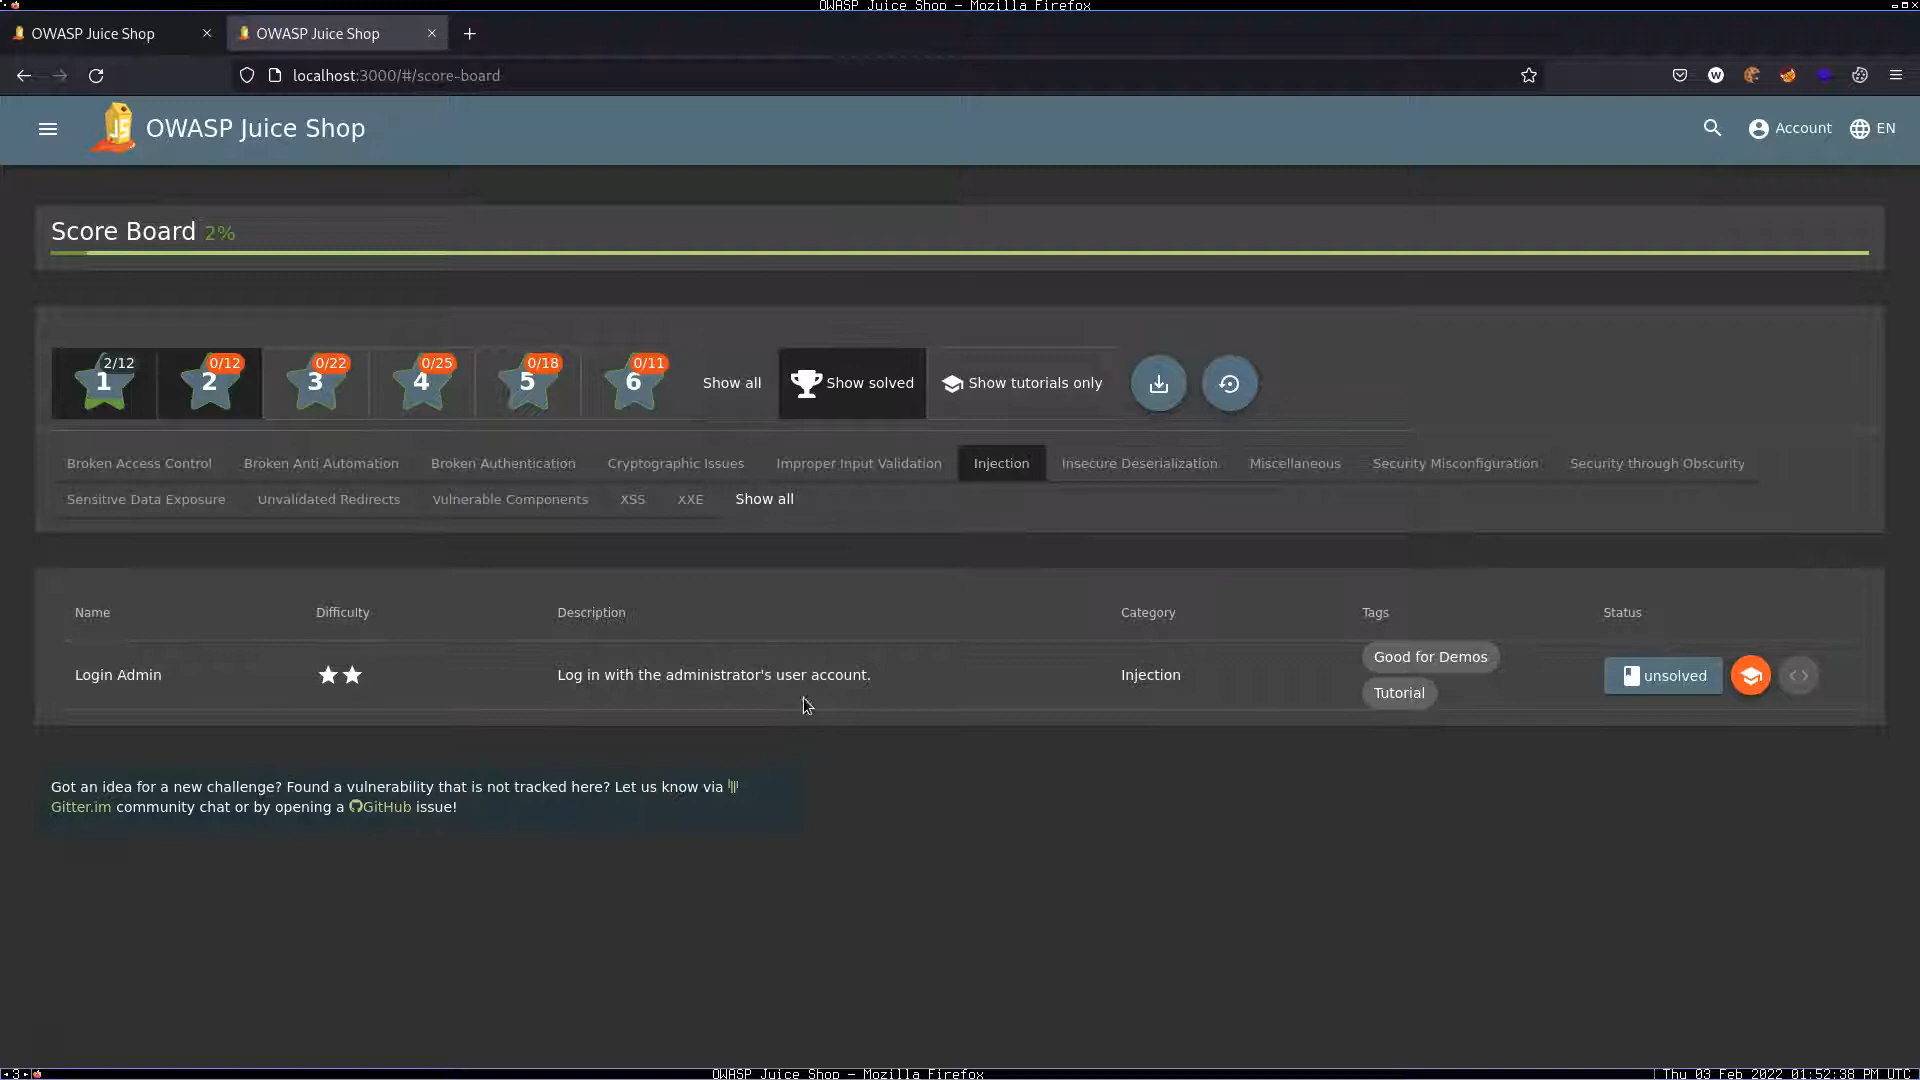 OWASP Juice Shop — Mozilla Firefox
OWASP Juice Shop
OWASP Juice Shop
localhost:3000/#/score-board
OWASP Juice Shop
Account
EN
Score Board 2%
1 2/12
2 0/12
3 0/22
4 0/25
5 0/18
6 0/11
Show all
Show solved
Show tutorials only
Broken Access Control
Broken Anti Automation
Broken Authentication
Cryptographic Issues
Improper Input Validation
Injection
Insecure Deserialization
Miscellaneous
Security Misconfiguration
Security through Obscurity
Sensitive Data Exposure
Unvalidated Redirects
Vulnerable Components
XSS
XXE
Show all
Name Difficulty Description Category Tags Status
Login Admin
Log in with the administrator's user account.
Injection
Good for Demos
Tutorial
unsolved
Got an idea for a new challenge? Found a vulnerability that is not tracked here? Let us know via
Gitter.im community chat or by opening a GitHub issue!
3
OWASP Juice Shop — Mozilla Firefox
Thu 03 Feb 2022 01:52:38 PM UTC